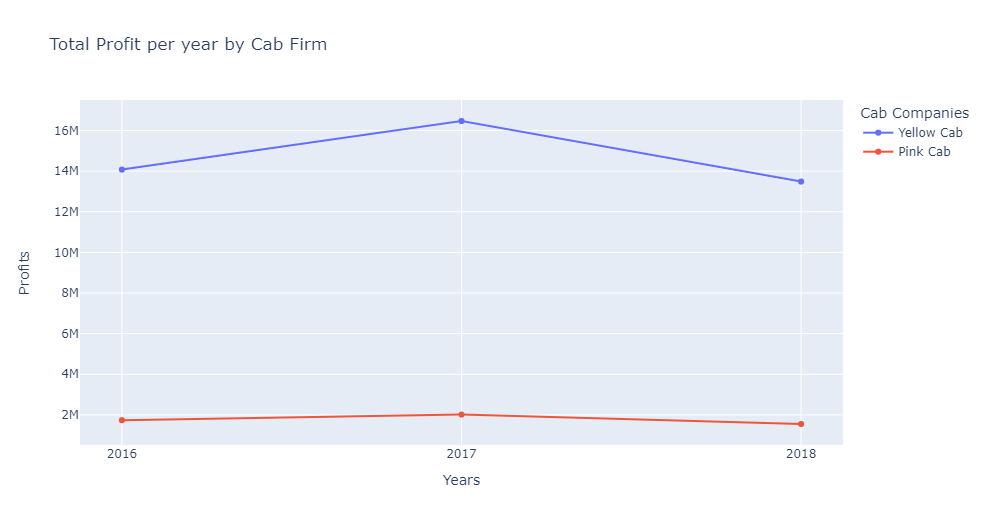 Total Profit per year by Cab Firm
Cab Companies
Yellow Cab
Pink Cab
Profits
16M
14M
12M
10M
8M
6M
4M
2M
2016
2017
2018
Years